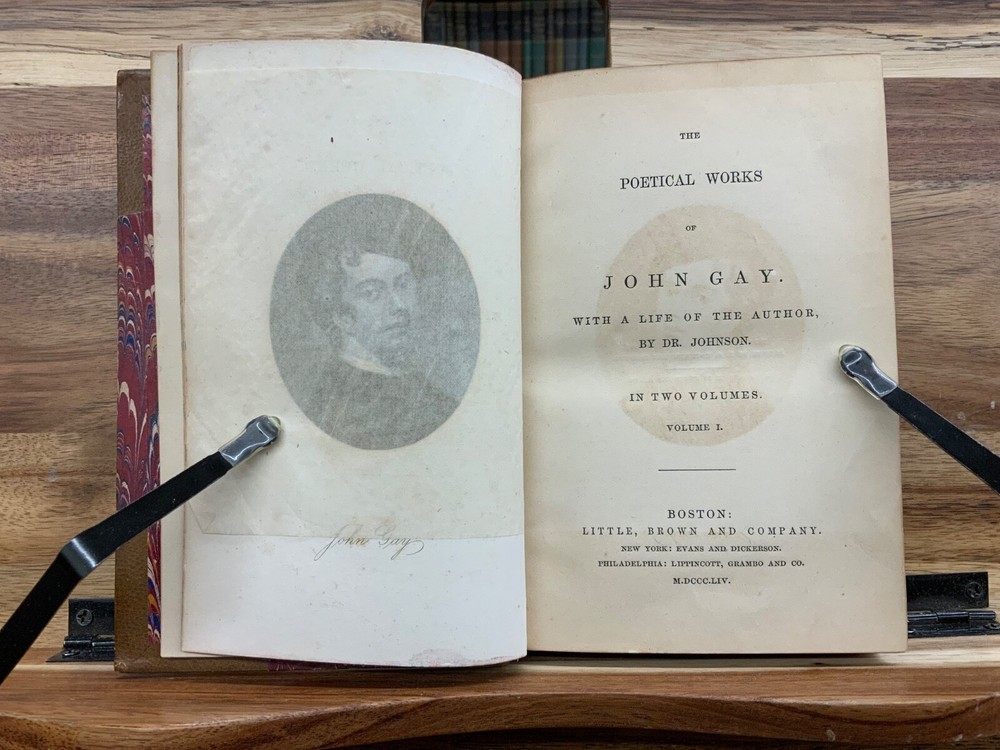 John Gay
THE
POETICAL WORKS
OF
JOHN GAY.
WITH A LIFE OF THE AUTHOR,
BY DR. JOHNSON.
IN TWO VOLUMES.
VOLUME I.
BOSTON:
LITTLE, BROWN AND COMPANY.
NEW YORK: EVANS AND DICKERSON.
PHILADELPHIA: LIPPINCOTT, GRAMBO AND CO.
M.DCCC.LIV.